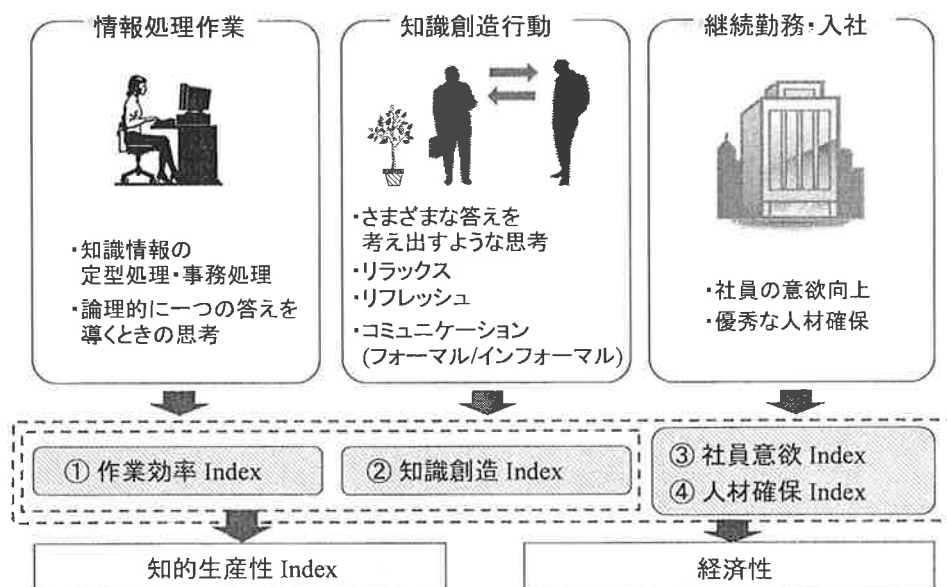 情報処理作業
・知識情報の
定型処理・事務処理
・論理的に一つの答えを
導くときの思考
知識創造行動
・さまざまな答えを
考え出すような思考
・リラックス
・リフレッシュ
・コミュニケーション
(フォーマル/インフォーマル)
継続勤務・入社
・社員の意欲向上
・優秀な人材確保
① 作業効率 Index
② 知識創造 Index
③ 社員意欲 Index
④ 人材確保 Index
知的生産性 Index
経済性